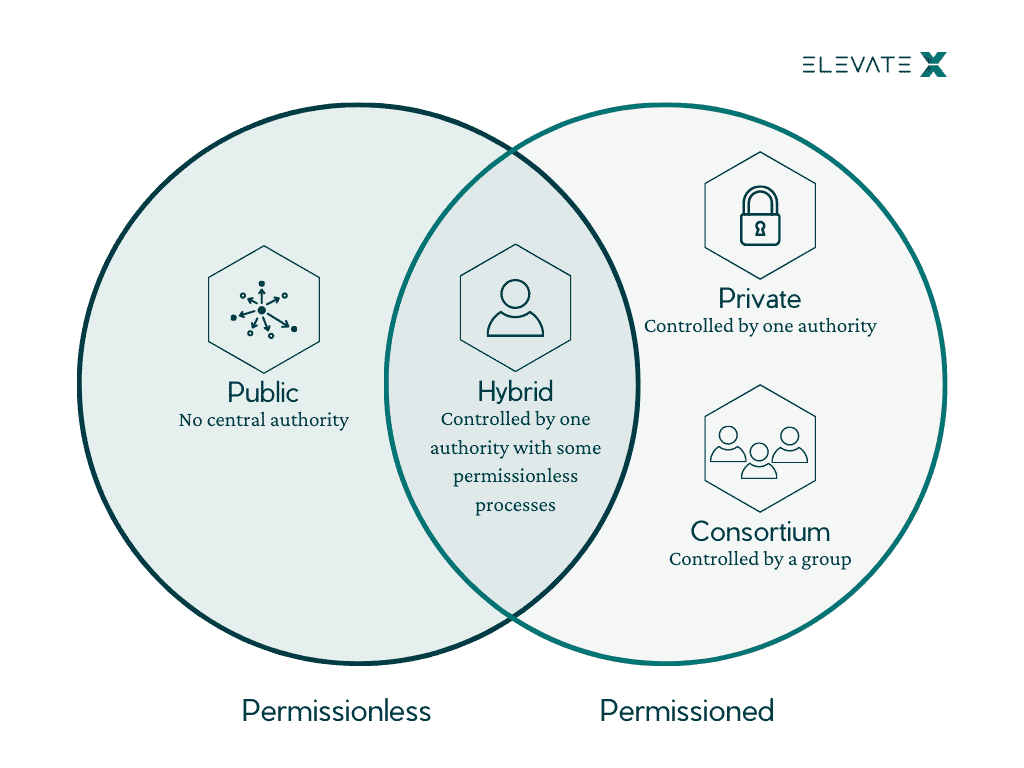 ELEVATE X
Public
No central authority
Hybrid
Controlled by one
authority with some
permissionless
processes
Private
Controlled by one authority
Consortium
Controlled by a group
Permissionless
Permissioned